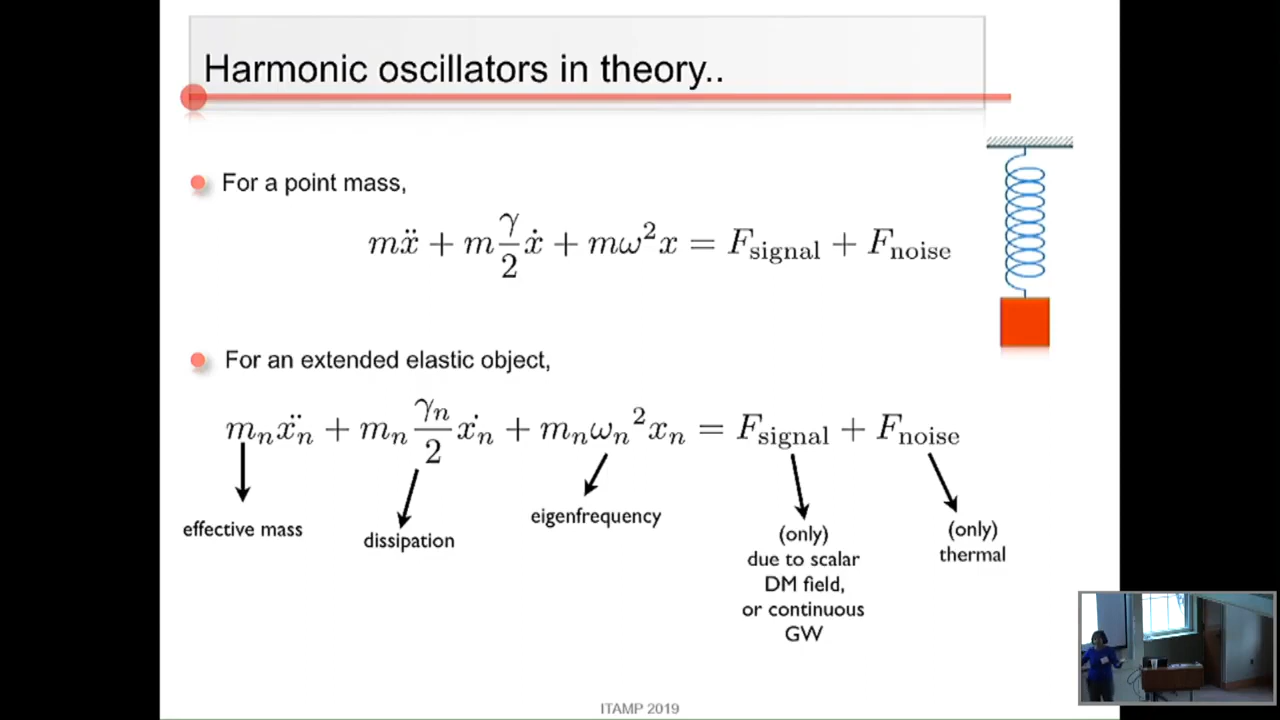 Harmonic oscillators in theory..
For a point mass,
mẍ + m γ/2 ẋ + mω²x = F_signal + F_noise
For an extended elastic object,
m_n ẍ_n + m_n γ_n/2 ẋ_n + m_n ω_n² x_n = F_signal + F_noise
effective mass
dissipation
eigenfrequency
(only)
due to scalar
DM field,
or continuous
GW
(only)
thermal
ITAMP 2019